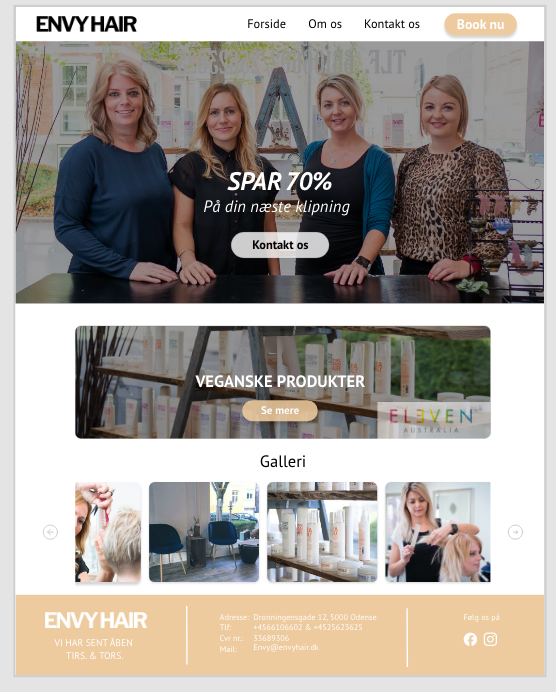 ENVY HAIR
Forside Om os Kontakt os Book nu
SPAR 70%
På din næste klipning
Kontakt os
VEGANSKE PRODUKTER
Se mere
ELEVEN
AUSTRALIA
Galleri
ENVY HAIR
VI HAR SENT ÅBEN
TIRS. & TORS.
Adresse: Dronningensgade 12, 5000 Odense
Tlf: +4566106602 & +4525623625
Cvr nr.: 33689306
Mail: Envy@envyhair.dk
Følg os på